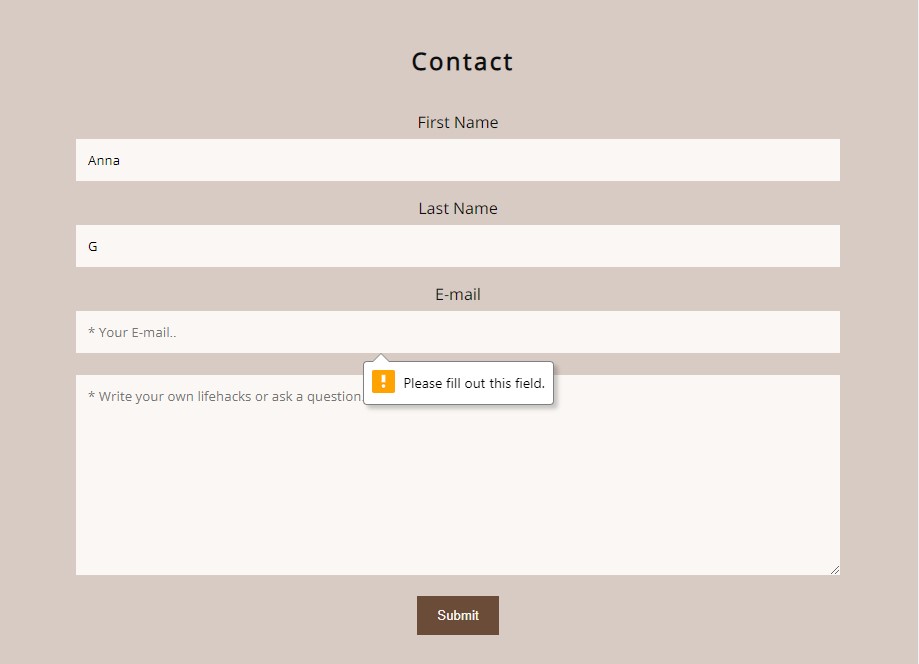 Contact
First Name
Anna
Last Name
G
E-mail
* Your E-mail..
Please fill out this field.
* Write your own lifehacks or ask a question
Submit